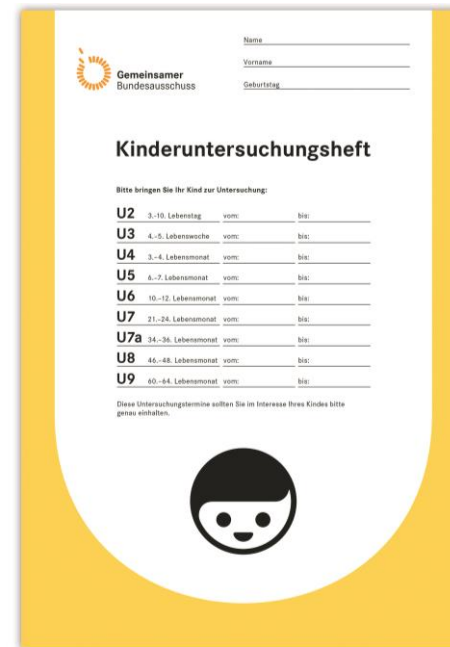 Name
Vorname
Geburtstag
Gemeinsamer
Bundesausschuss
Kinderuntersuchungsheft
Bitte bringen Sie Ihr Kind zur Untersuchung:
U2 3.-10. Lebenstag vom: bis:
U3 4.-5. Lebenswoche vom: bis:
U4 3.-4. Lebensmonat vom: bis:
U5 6.-7. Lebensmonat vom: bis:
U6 10.-12. Lebensmonat vom: bis:
U7 21.-24. Lebensmonat vom: bis:
U7a 34.-36. Lebensmonat vom: bis:
U8 46.-48. Lebensmonat vom: bis:
U9 60.-64. Lebensmonat vom: bis:
Diese Untersuchungstermine sollten Sie im Interesse Ihres Kindes bitte
genau einhalten.